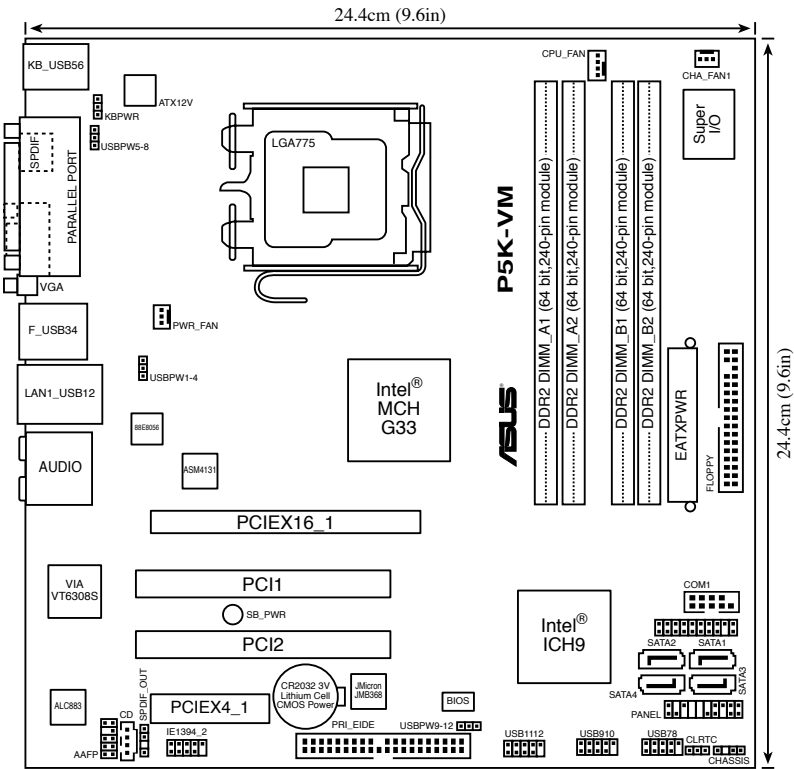 24.4cm (9.6in)
KB_USB56
CPU_FAN
CHA_FAN1
ATX12V
KBPWR
USBPW5-8
Super
I/O
LGA775
SPDIF
PARALLEL PORT
VGA
P5K-VM
DDR2 DIMM_A1 (64 bit,240-pin module)
DDR2 DIMM_A2 (64 bit,240-pin module)
DDR2 DIMM_B1 (64 bit,240-pin module)
DDR2 DIMM_B2 (64 bit,240-pin module)
24.4cm (9.6in)
F_USB34
PWR_FAN
USBPW1-4
LAN1_USB12
Intel®
MCH
G33
ASUS
EATXPWR
FLOPPY
88E8056
AUDIO
ASM4131
PCIEX16_1
VIA
VT6308S
PCI1
SB_PWR
PCI2
Intel®
ICH9
COM1
SATA2
SATA1
SATA4
SATA3
ALC883
SPDIF_OUT
CD
PCIEX4_1
CR2032 3V
Lithium Cell
CMOS Power
JMicron
JMB368
BIOS
PANEL
AAFP
IE1394_2
PRI_EIDE
USBPW9-12
USB1112
USB910
USB78
CLRTC
CHASSIS